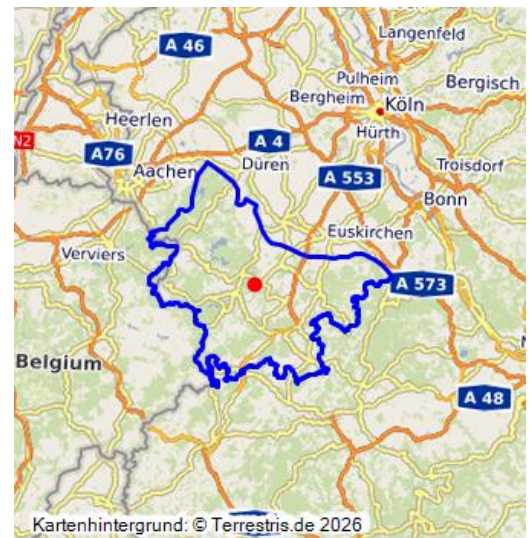 Langenfeld
A 46
Pulheim
Bergisch
Bergheim
Köln
Heerlen
N2
A 4
Hürth
A76
Aachen
Düren
A 553
Troisdorf
Bonn
Euskirchen
Verviers
A 573
Belgium
A 48
Kartenhintergrund: © Terrestris.de 2026